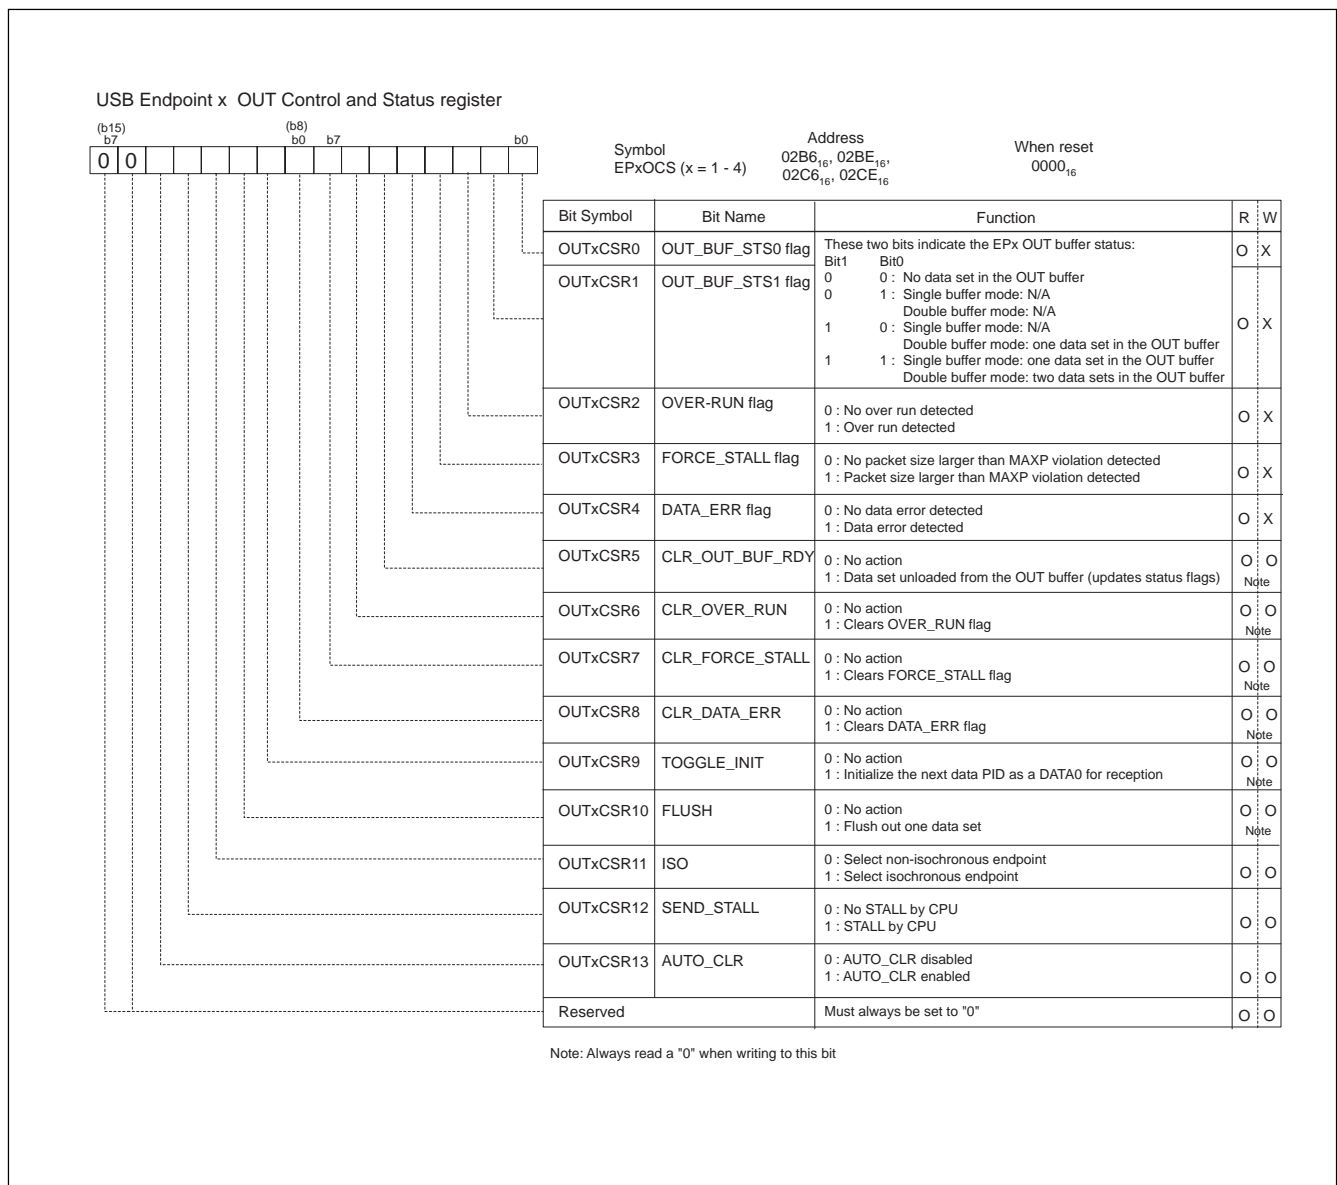 USB Endpoint x OUT Control and Status register
(b15) (b8)
b7 b0 b7 b0
0 0
Symbol Address When reset
EPxOCS (x = 1 - 4) 02B6₁₆, 02BE₁₆, 0000₁₆
02C6₁₆, 02CE₁₆
Bit Symbol Bit Name Function R W
OUTxCSR0 OUT_BUF_STS0 flag These two bits indicate the EPx OUT buffer status: O X
Bit1 Bit0
OUTxCSR1 OUT_BUF_STS1 flag 0 0 : No data set in the OUT buffer
0 1 : Single buffer mode: N/A
Double buffer mode: N/A
1 0 : Single buffer mode: N/A O X
Double buffer mode: one data set in the OUT buffer
1 1 : Single buffer mode: one data set in the OUT buffer
Double buffer mode: two data sets in the OUT buffer
OUTxCSR2 OVER-RUN flag 0 : No over run detected O X
1 : Over run detected
OUTxCSR3 FORCE_STALL flag 0 : No packet size larger than MAXP violation detected O X
1 : Packet size larger than MAXP violation detected
OUTxCSR4 DATA_ERR flag 0 : No data error detected O X
1 : Data error detected
OUTxCSR5 CLR_OUT_BUF_RDY 0 : No action O O
1 : Data set unloaded from the OUT buffer (updates status flags) Note
OUTxCSR6 CLR_OVER_RUN 0 : No action O O
1 : Clears OVER_RUN flag Note
OUTxCSR7 CLR_FORCE_STALL 0 : No action O O
1 : Clears FORCE_STALL flag Note
OUTxCSR8 CLR_DATA_ERR 0 : No action O O
1 : Clears DATA_ERR flag Note
OUTxCSR9 TOGGLE_INIT 0 : No action O O
1 : Initialize the next data PID as a DATA0 for reception Note
OUTxCSR10 FLUSH 0 : No action O O
1 : Flush out one data set Note
OUTxCSR11 ISO 0 : Select non-isochronous endpoint O O
1 : Select isochronous endpoint
OUTxCSR12 SEND_STALL 0 : No STALL by CPU O O
1 : STALL by CPU
OUTxCSR13 AUTO_CLR 0 : AUTO_CLR disabled O O
1 : AUTO_CLR enabled
Reserved Must always be set to "0" O O
Note: Always read a "0" when writing to this bit